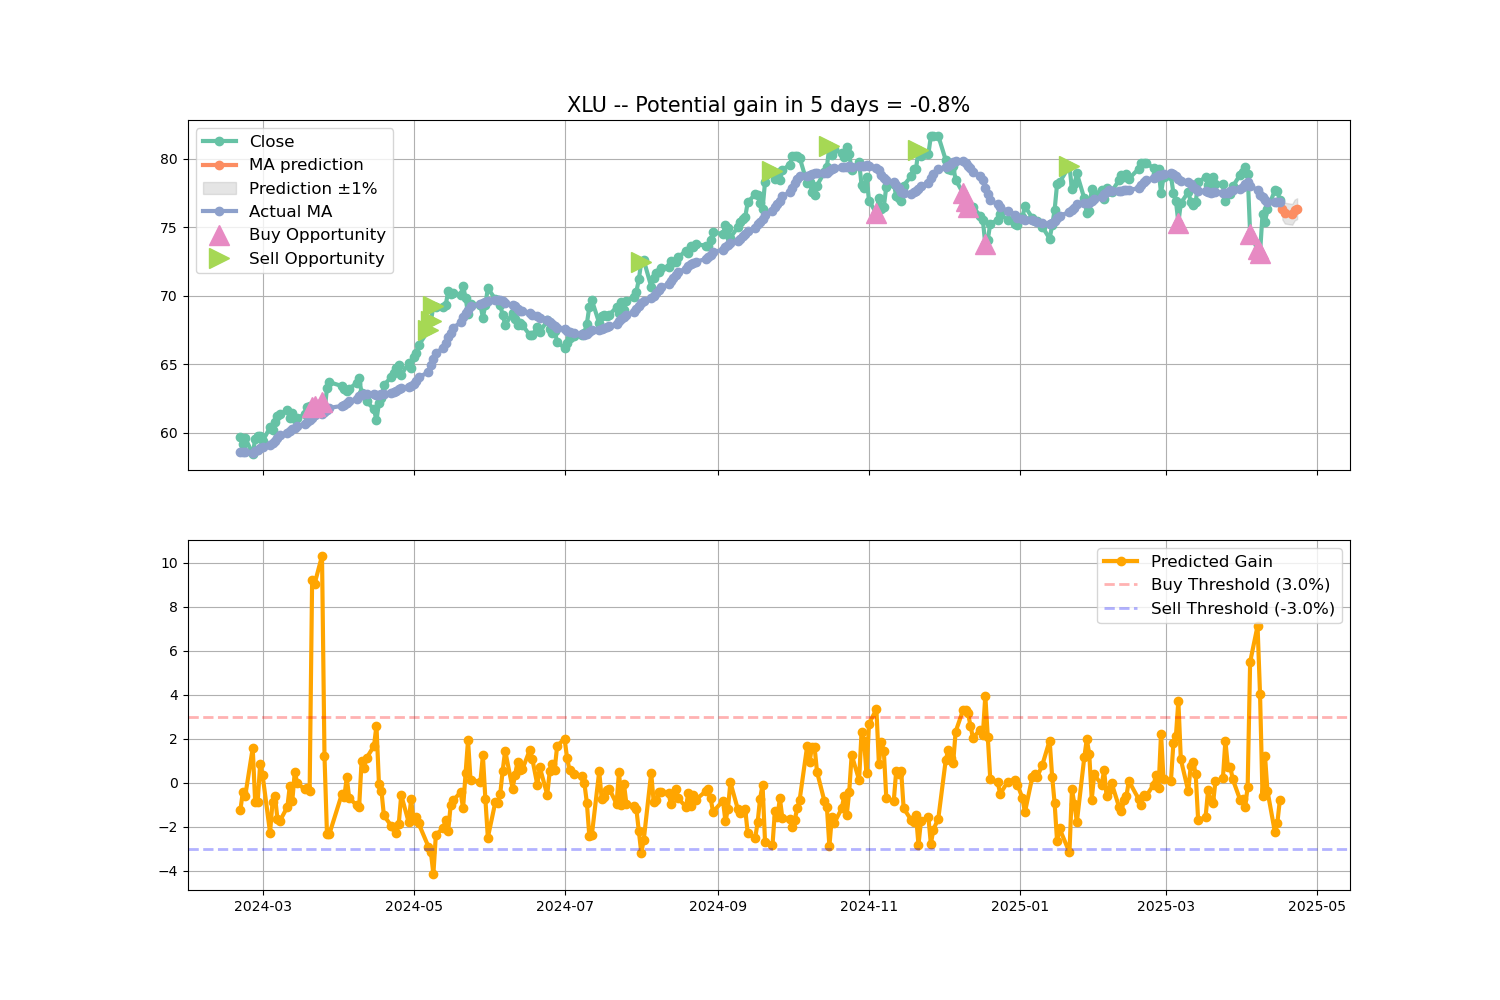 XLU -- Potential gain in 5 days = -0.8%
Close
MA prediction
Prediction ±1%
Actual MA
Buy Opportunity
Sell Opportunity
80
75
70
65
60
Predicted Gain
Buy Threshold (3.0%)
Sell Threshold (-3.0%)
10
8
6
4
2
0
−2
−4
2024-03
2024-05
2024-07
2024-09
2024-11
2025-01
2025-03
2025-05